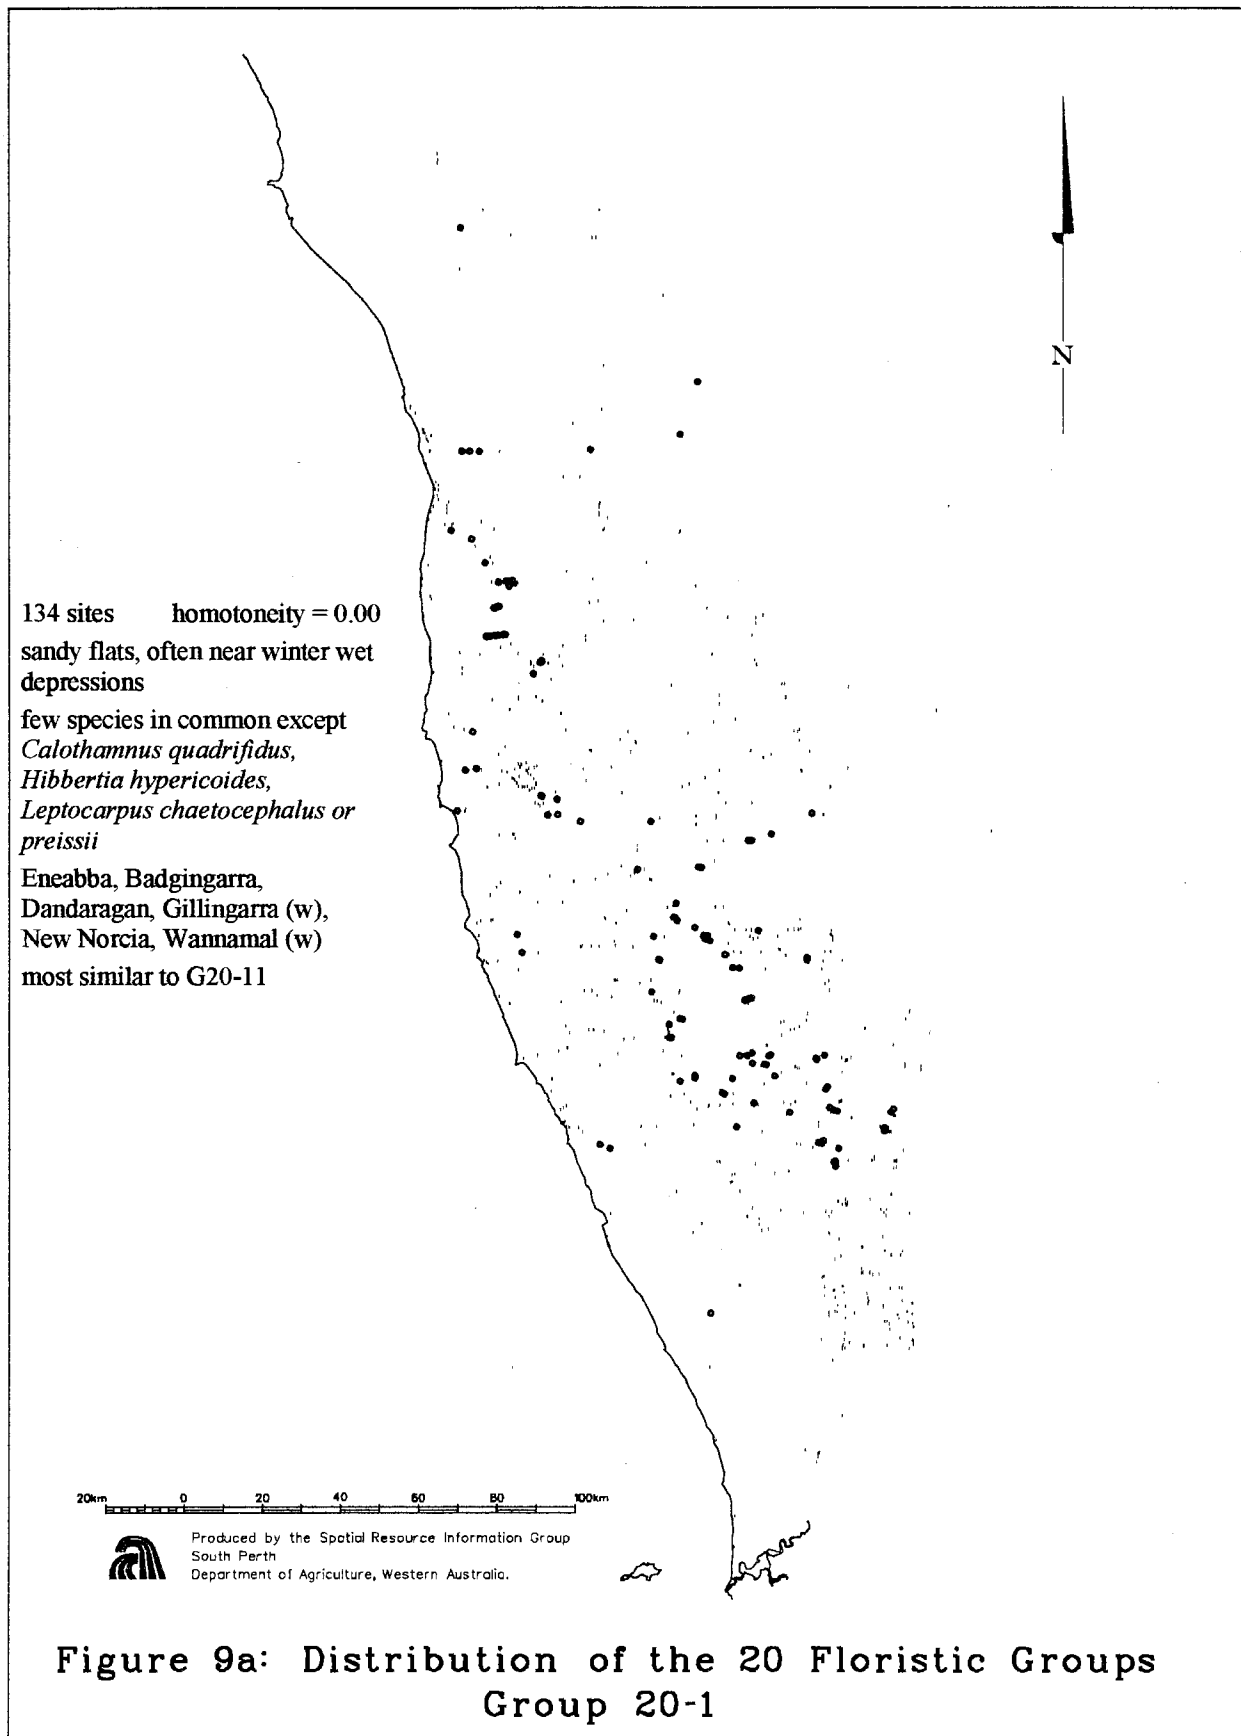 N
134 sites homotoneity = 0.00
sandy flats, often near winter wet
depressions
few species in common except
Calothamnus quadrifidus,
Hibbertia hypericoides,
Leptocarpus chaetocephalus or
preissii
Eneabba, Badgingarra,
Dandaragan, Gillingarra (w),
New Norcia, Wannamal (w)
most similar to G20-11
20km 0 20 40 60 80 100km
Produced by the Spatial Resource Information Group
South Perth
Department of Agriculture, Western Australia.
Figure 9a: Distribution of the 20 Floristic Groups
Group 20-1